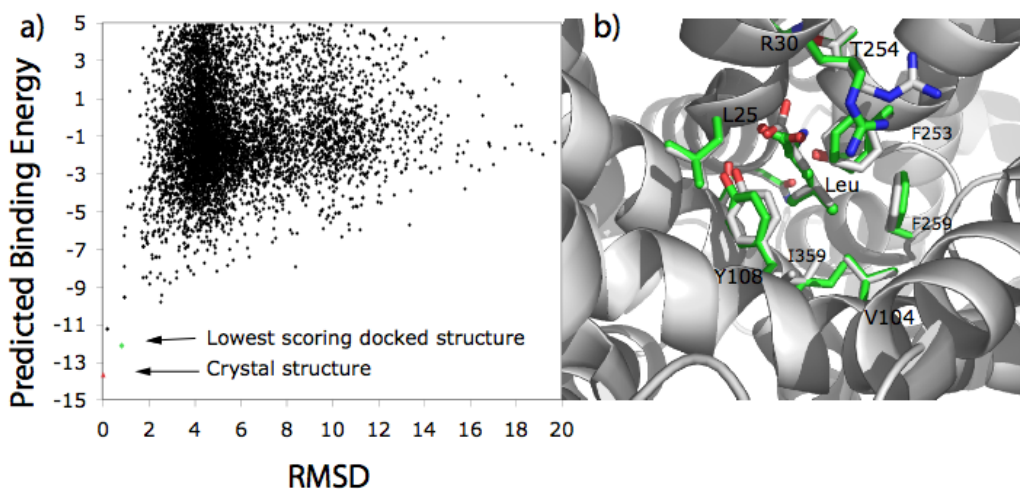 a)
Predicted Binding Energy
5
3
1
-1
-3
-5
-7
-9
-11
-13
-15
Lowest scoring docked structure
Crystal structure
0 2 4 6 8 10 12 14 16 18 20
RMSD
b)
R30
T254
L25
F253
Leu
F259
I359
Y108
V104